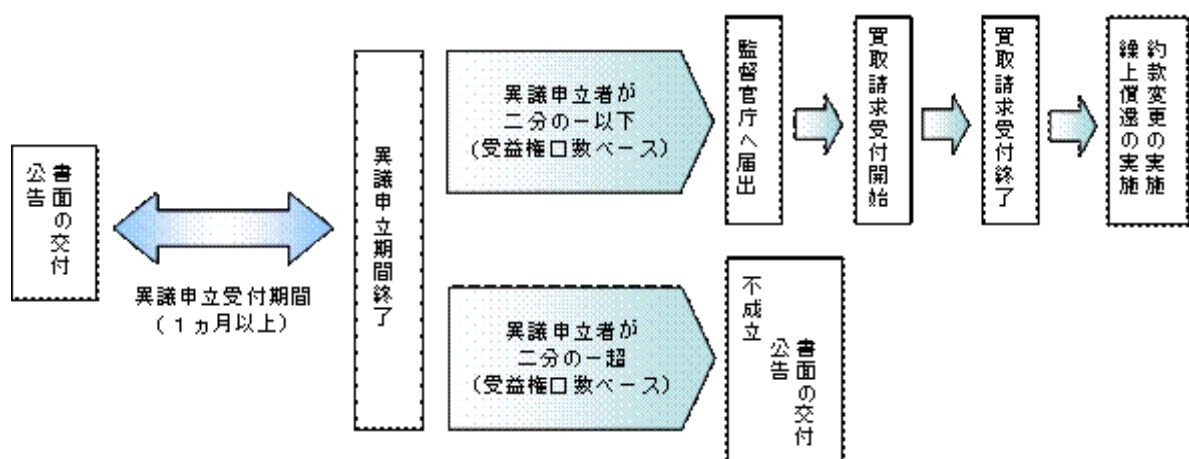 書面の交付
公告
異議申立受付期間
(1ヵ月以上)
異議申立期間終了
異議申立者が
二分の一以下
(受益権口数ベース)
監督官庁へ届出
買取請求受付開始
買取請求受付終了
約款変更の実施
繰上償還の実施
異議申立者が
二分の一超
(受益権口数ベース)
不成立
書面の交付
公告